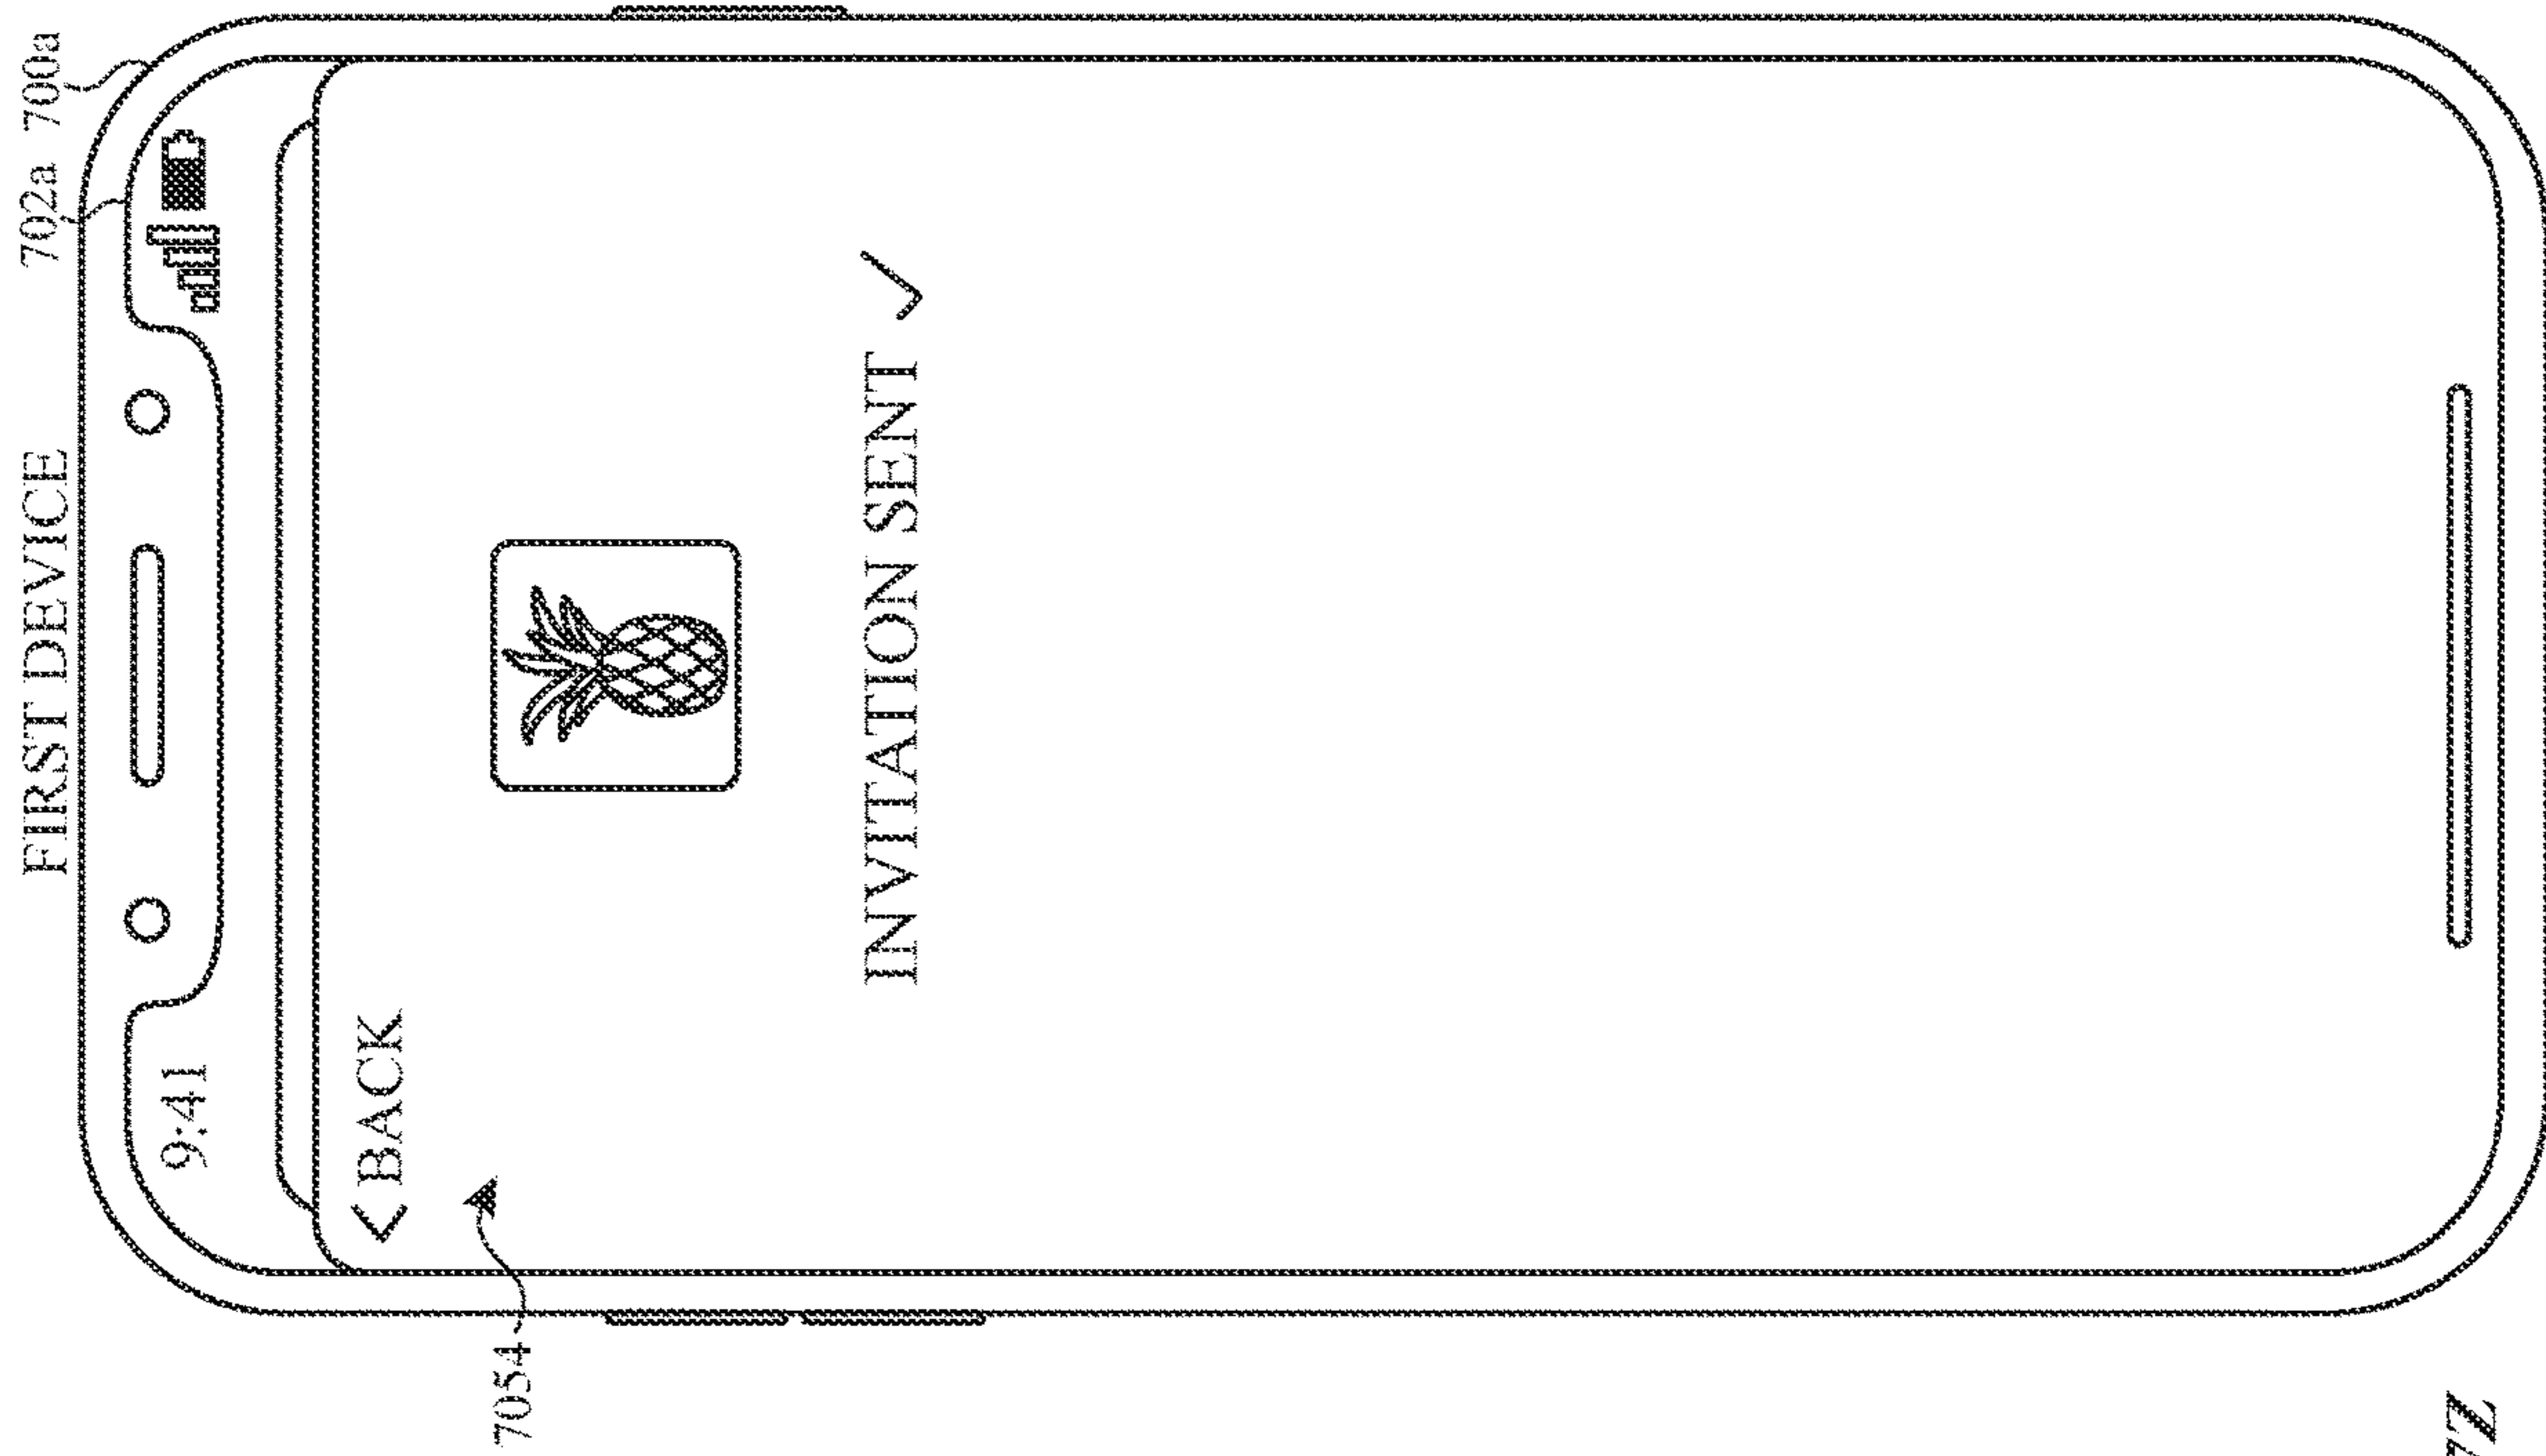 FIRST DEVICE
702a 700a
9:41
< BACK
7054
INVITATION SENT ✓